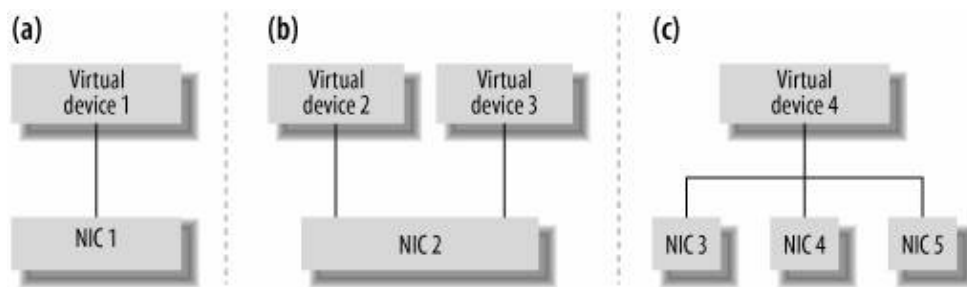 (a)
Virtual
device 1
NIC 1
(b)
Virtual
device 2
Virtual
device 3
NIC 2
(c)
Virtual
device 4
NIC 3
NIC 4
NIC 5